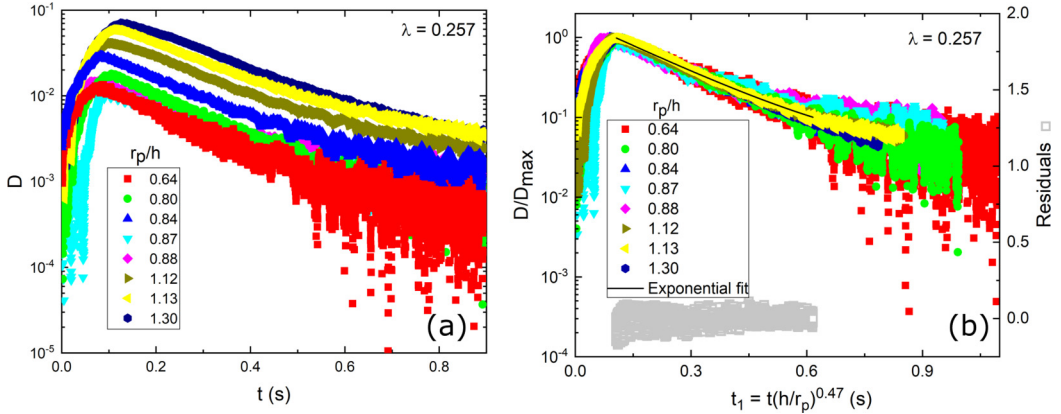 10⁻¹
10⁻²
10⁻³
10⁻⁴
10⁻⁵
D
λ = 0.257
r_p/h
0.64
0.80
0.84
0.87
0.88
1.12
1.13
1.30
(a)
0.0 0.2 0.4 0.6 0.8
t (s)
10⁰
10⁻¹
10⁻²
10⁻³
10⁻⁴
D/D_max
λ = 0.257
r_p/h
0.64
0.80
0.84
0.87
0.88
1.12
1.13
1.30
Exponential fit
(b)
0.0 0.3 0.6 0.9
t₁ = t(h/r_p)^0.47 (s)
2.0
1.5
1.0
0.5
0.0
Residuals